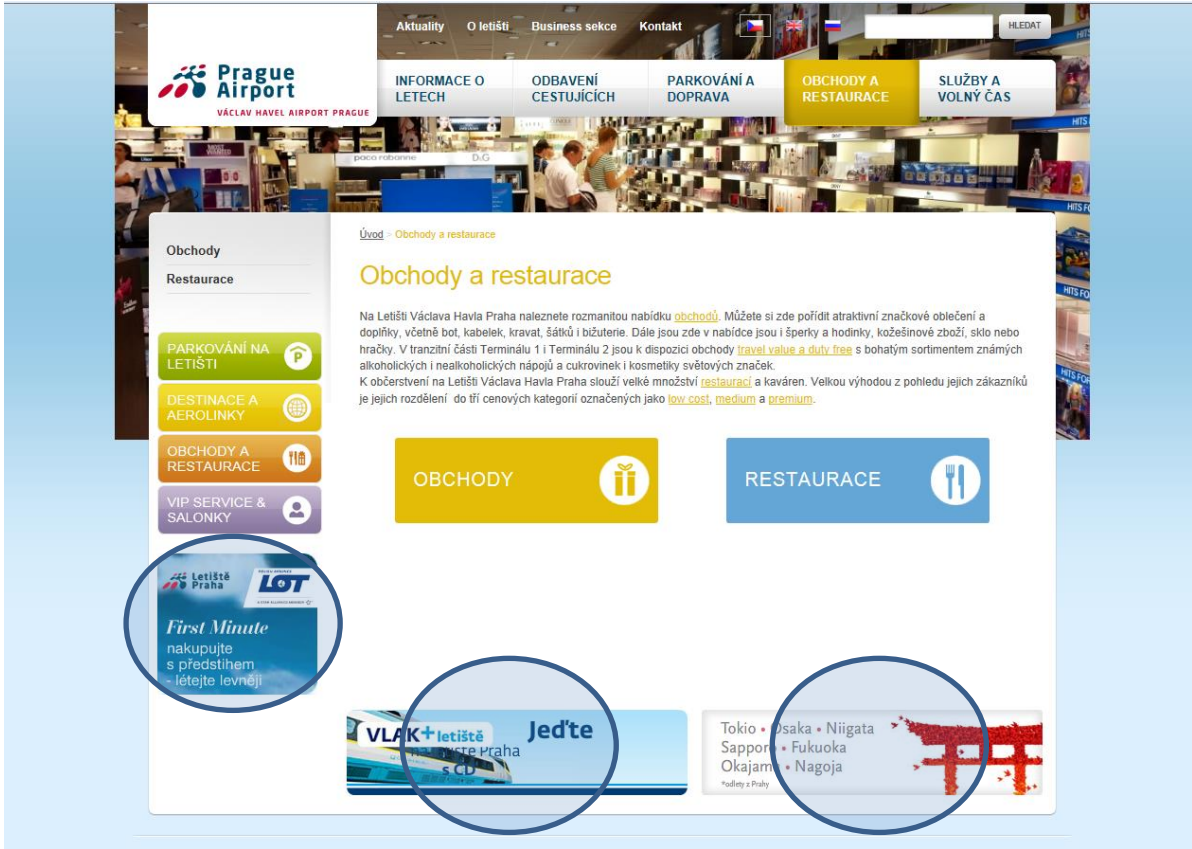 Aktuality O letišti Business sekce Kontakt HLEDAT
Prague
Airport
VÁCLAV HAVEL AIRPORT PRAGUE
INFORMACE O
LETECH
ODBAVENÍ
CESTUJÍCÍCH
PARKOVÁNÍ A
DOPRAVA
OBCHODY A
RESTAURACE
SLUŽBY A
VOLNÝ ČAS
paco rabanne D&G
HITS FO
Obchody
Restaurace
Úvod > Obchody a restaurace
Obchody a restaurace
Na Letišti Václava Havla Praha naleznete rozmanitou nabídku obchodů. Můžete si zde pořídit atraktivní značkové oblečení a
doplňky, včetně bot, kabelek, kravat, šátků i bižuterie. Dále jsou zde v nabídce jsou i šperky a hodinky, kožešinové zboží, sklo nebo
hračky. V tranzitní části Terminálu 1 i Terminálu 2 jsou k dispozici obchody travel value a duty free s bohatým sortimentem známých
alkoholických i nealkoholických nápojů a cukrovinek i kosmetiky světových značek.
K občerstvení na Letišti Václava Havla Praha slouží velké množství restaurací a kaváren. Velkou výhodou z pohledu jejich zákazníků
je jejich rozdělení do tří cenových kategorií označených jako low cost, medium a premium.
PARKOVÁNÍ NA
LETIŠTI
DESTINACE A
AEROLINKY
OBCHODY A
RESTAURACE
VIP SERVICE &
SALONKY
OBCHODY
RESTAURACE
Letiště
Praha
LOT
First Minute
nakupujte
s předstihem
- létejte levněji
VLAK+letiště
Jeďte
Praha
s ČD
Tokio • Osaka • Niigata
Sapporo • Fukuoka
Okajama • Nagoja
*odlety z Prahy